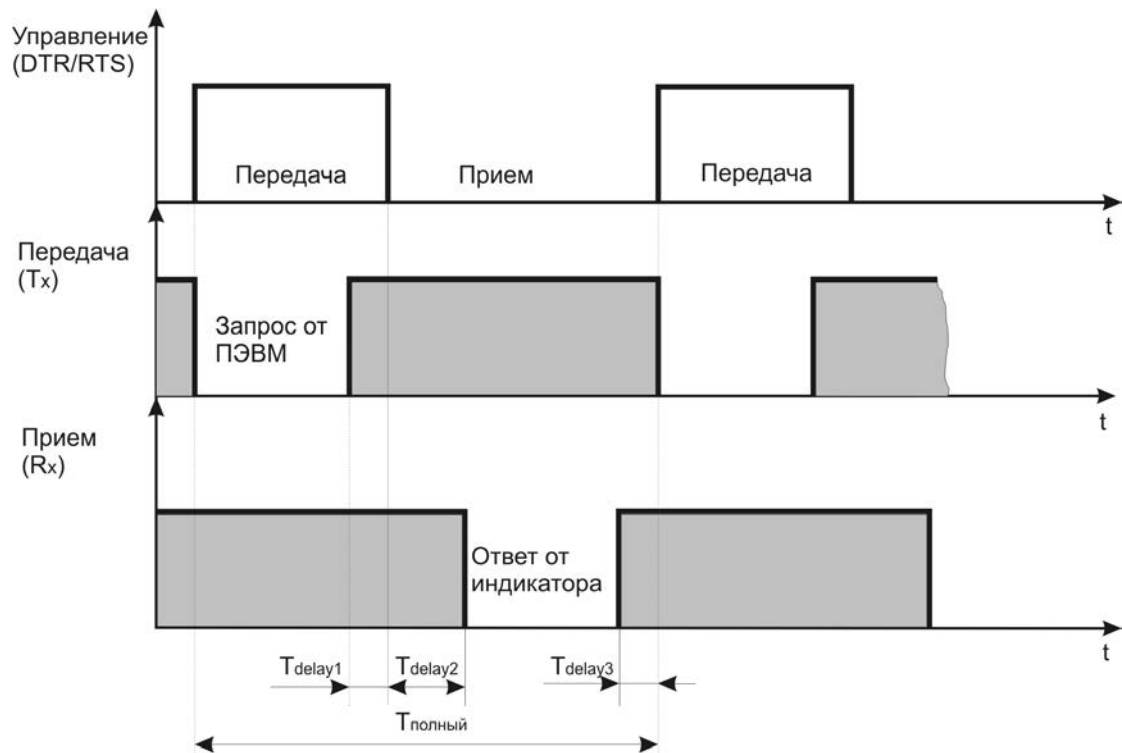 Управление
(DTR/RTS)
Передача
Прием
Передача
t
Передача
(Tx)
Запрос от
ПЭВМ
t
Прием
(Rx)
Ответ от
индикатора
t
Tdelay1
Tdelay2
Tdelay3
Tполный